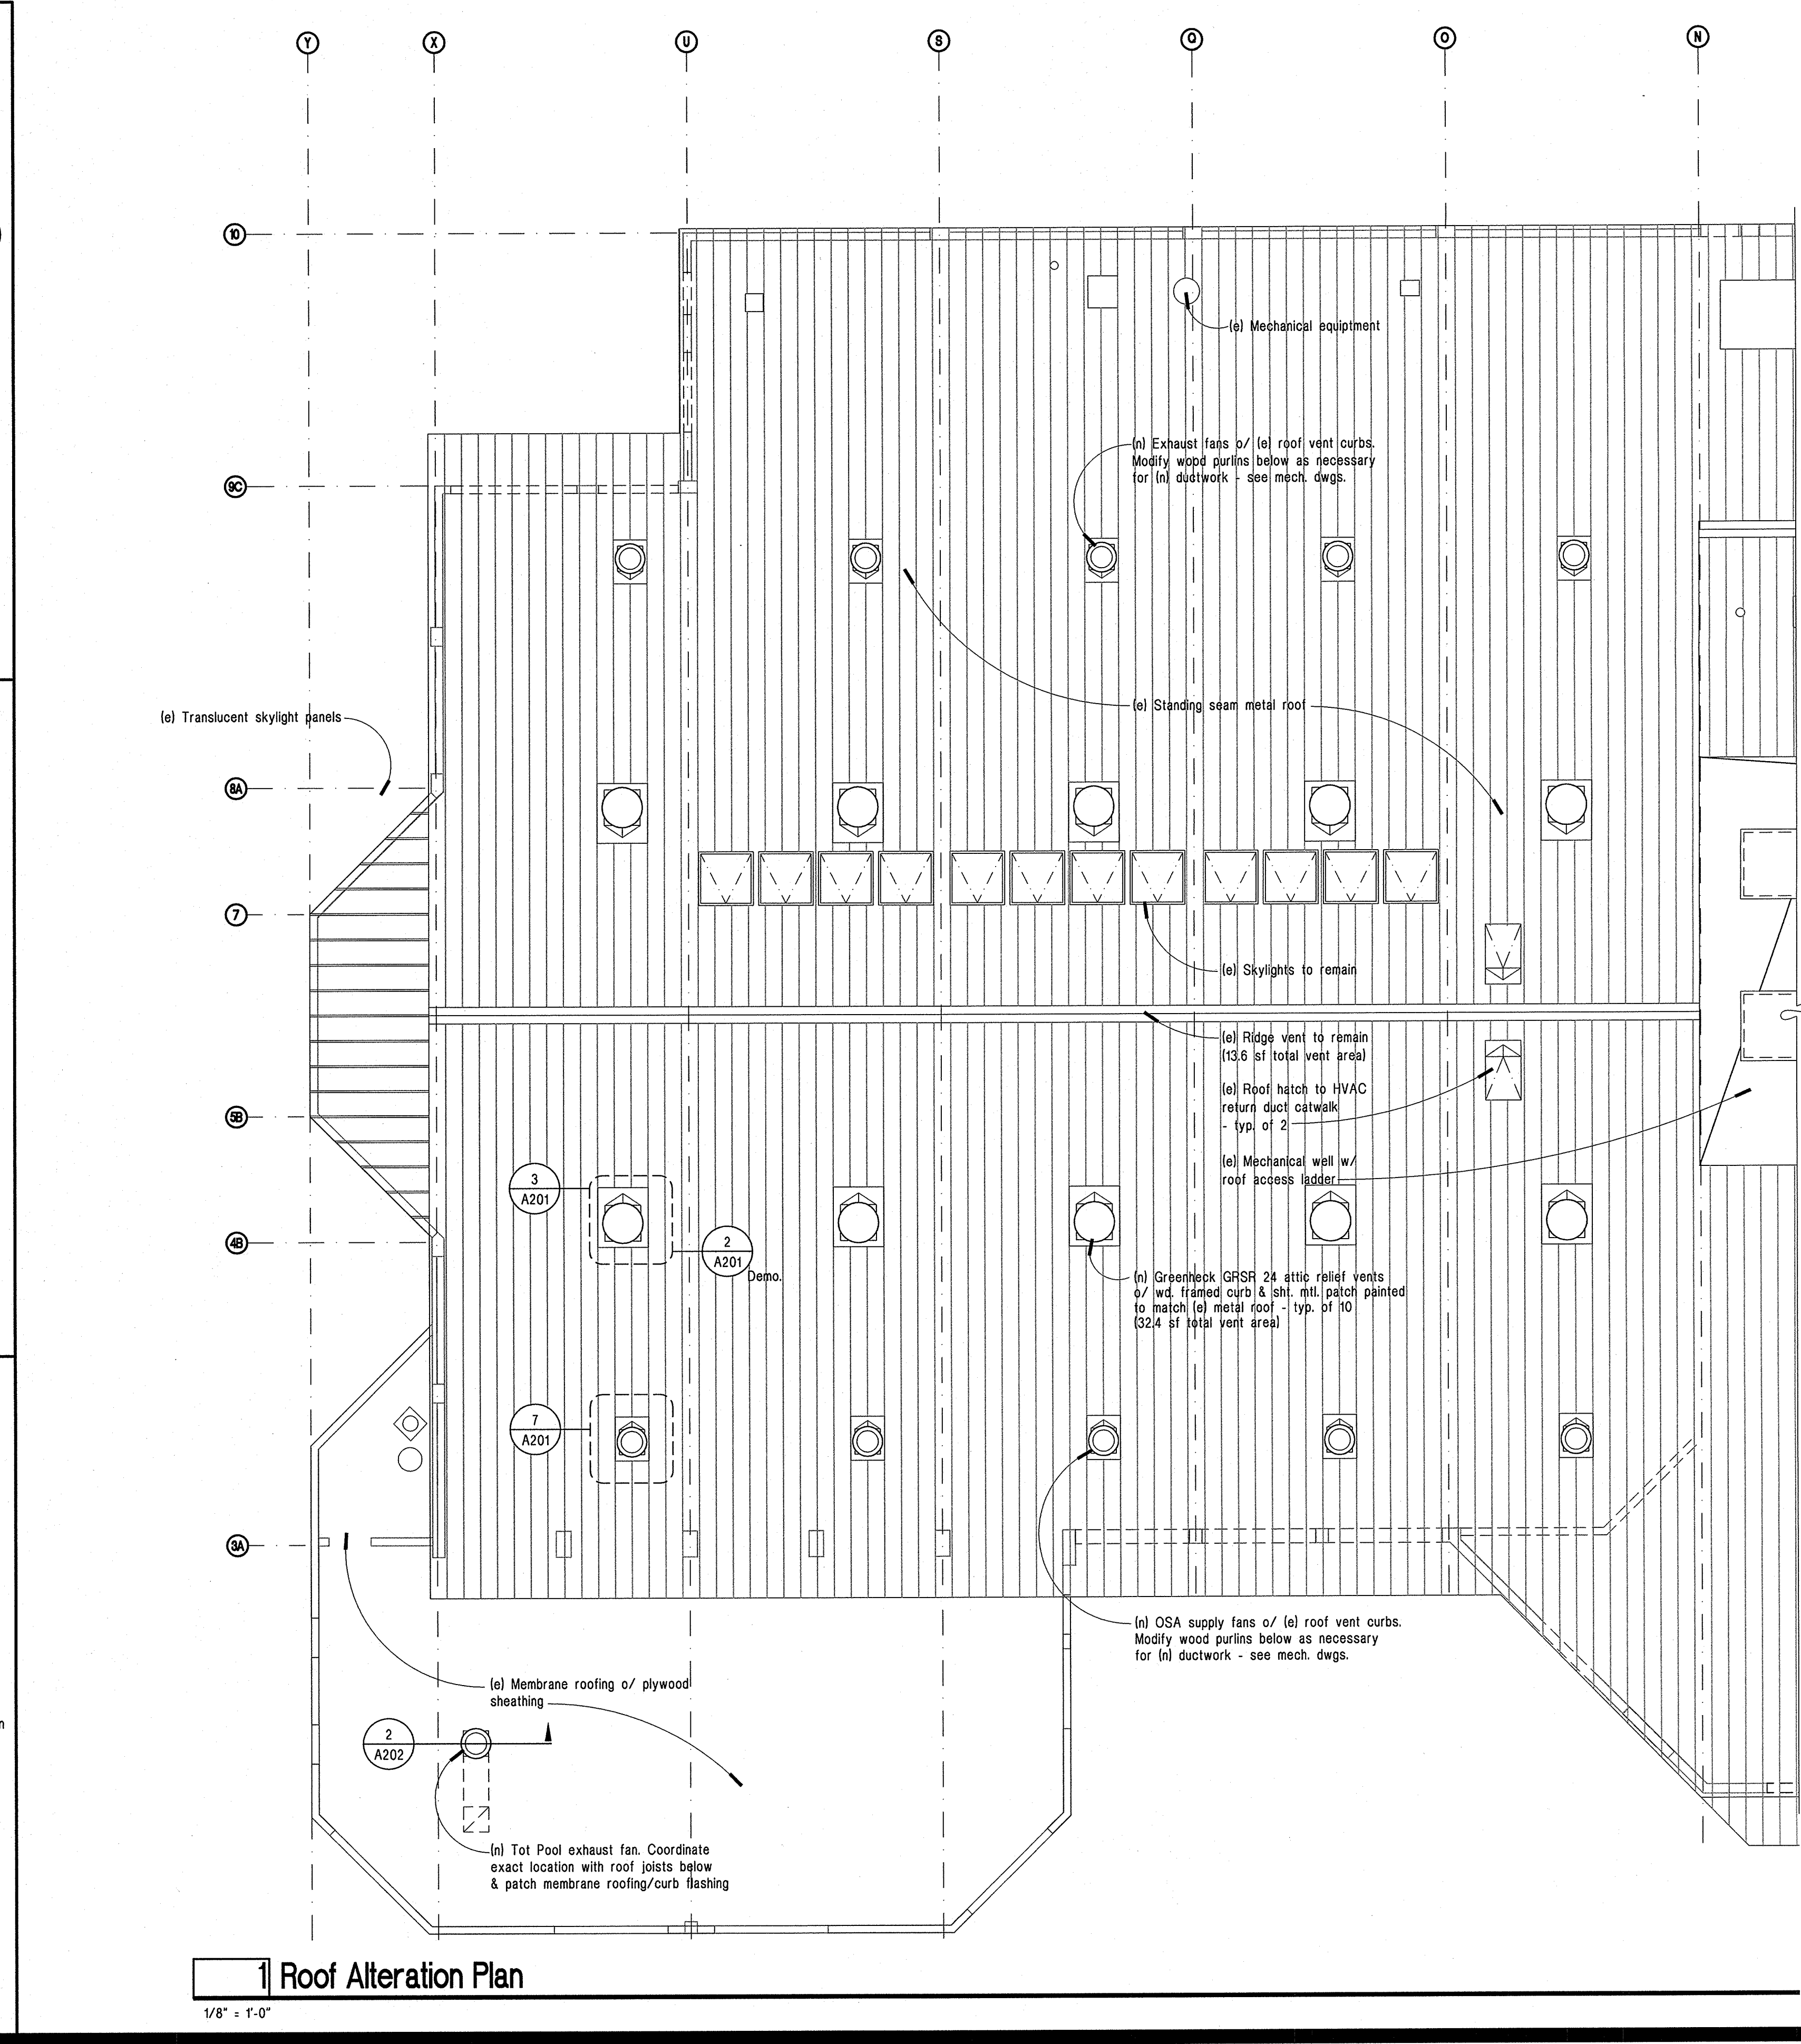 Y
X
U
S
Q
O
N
10
(e) Mechanical equiptment
(n) Exhaust fans o/ (e) roof vent curbs.
Modify wood purlins below as necessary
for (n) ductwork - see mech. dwgs.
9C
(e) Standing seam metal roof
(e) Translucent skylight panels
8A
7
(e) Skylights to remain
(e) Ridge vent to remain
(13.6 sf total vent area)
(e) Roof hatch to HVAC
return duct catwalk
- typ. of 2
5B
(e) Mechanical well w/
roof access ladder
3
A201
4B
2
A201
Demo.
(n) Greenheck GRSR 24 attic relief vents
o/ wd. framed curb & sht. mtl. patch painted
to match (e) metal roof - typ. of 10
(32.4 sf total vent area)
7
A201
3A
(n) OSA supply fans o/ (e) roof vent curbs.
Modify wood purlins below as necessary
for (n) ductwork - see mech. dwgs.
(e) Membrane roofing o/ plywood
sheathing
n
2
A202
(n) Tot Pool exhaust fan. Coordinate
exact location with roof joists below
& patch membrane roofing/curb flashing
1 Roof Alteration Plan
1/8" = 1'-0"